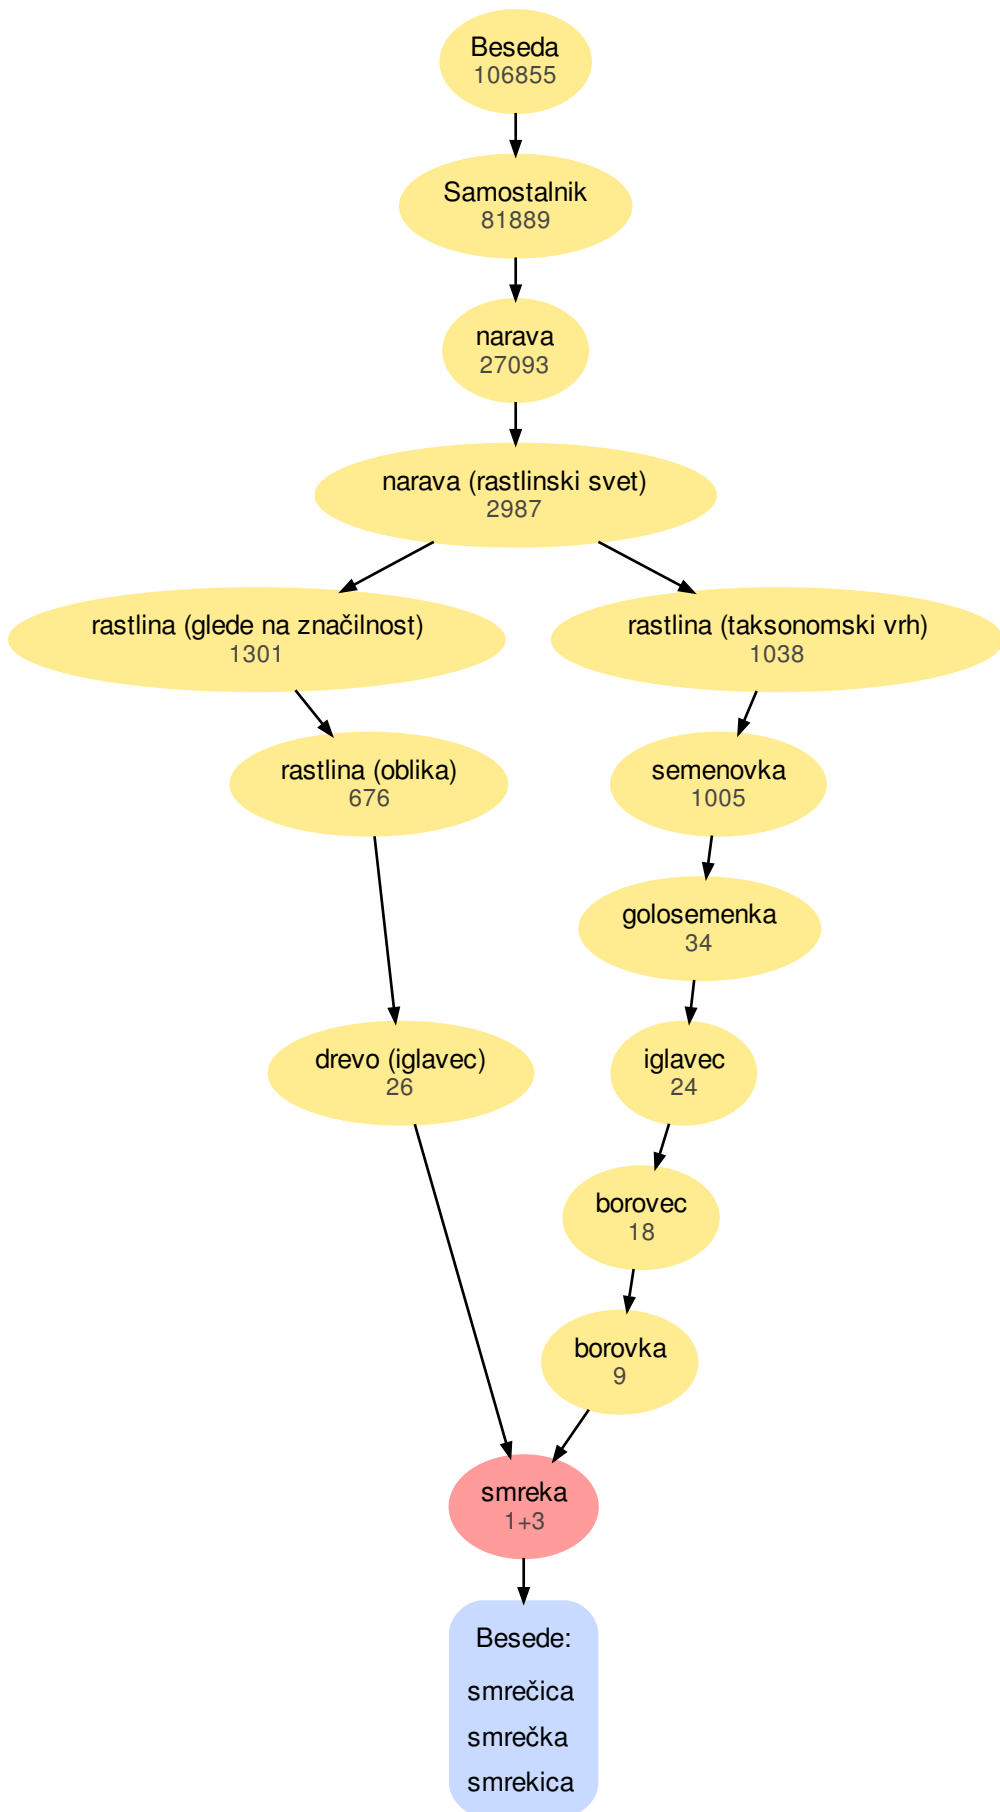 Beseda
106855
Samostalnik
81889
narava
27093
narava (rastlinski svet)
2987
rastlina (glede na značilnost)
1301
rastlina (taksonomski vrh)
1038
rastlina (oblika)
676
semenovka
1005
golosemenka
34
drevo (iglavec)
26
iglavec
24
borovec
18
borovka
9
smreka
1+3
Besede:
smrečica
smrečka
smrekica